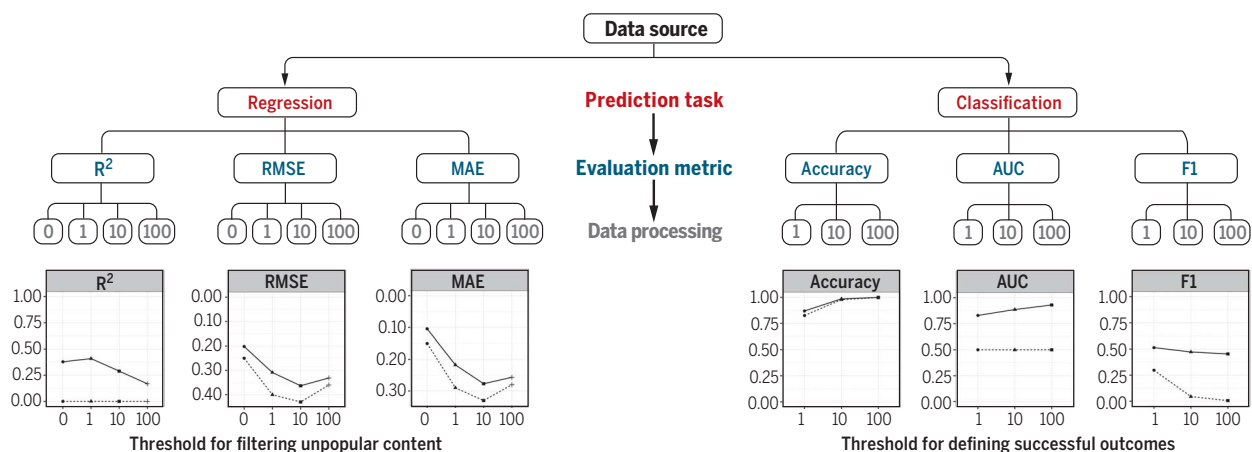 Data source
Regression
Prediction task
Classification
R²
RMSE
MAE
Evaluation metric
Accuracy
AUC
F1
0 1 10 100
0 1 10 100
0 1 10 100
Data processing
1 10 100
1 10 100
1 10 100
R²
1.00
0.75
0.50
0.25
0.00
0 1 10 100
RMSE
0.00
0.10
0.20
0.30
0.40
0 1 10 100
MAE
0.10
0.20
0.30
0 1 10 100
Threshold for filtering unpopular content
Accuracy
1.00
0.75
0.50
0.25
0.00
1 10 100
AUC
1.00
0.75
0.50
0.25
0.00
1 10 100
F1
1.00
0.75
0.50
0.25
0.00
1 10 100
Threshold for defining successful outcomes